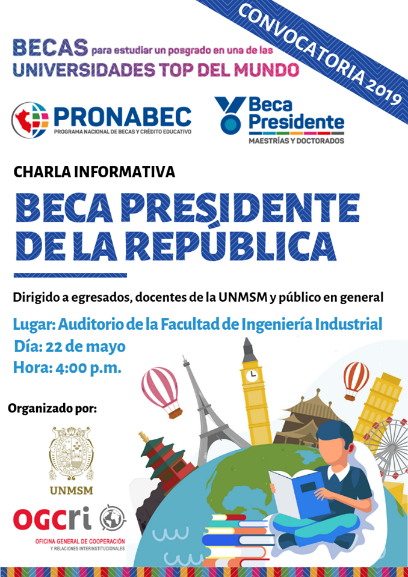 CONVOCATORIA 2019
BECAS para estudiar un posgrado en una de las
UNIVERSIDADES TOP DEL MUNDO
PRONABEC
PROGRAMA NACIONAL DE BECAS Y CRÉDITO EDUCATIVO
Beca
Presidente
MAESTRÍAS Y DOCTORADOS
CHARLA INFORMATIVA
BECA PRESIDENTE
DE LA REPÚBLICA
Dirigido a egresados, docentes de la UNMSM y público en general
Lugar: Auditorio de la Facultad de Ingeniería Industrial
Día: 22 de mayo
Hora: 4:00 p.m.
Organizado por:
UNMSM
OGCRI
OFICINA GENERAL DE COOPERACIÓN
Y RELACIONES INTERINSTITUCIONALES